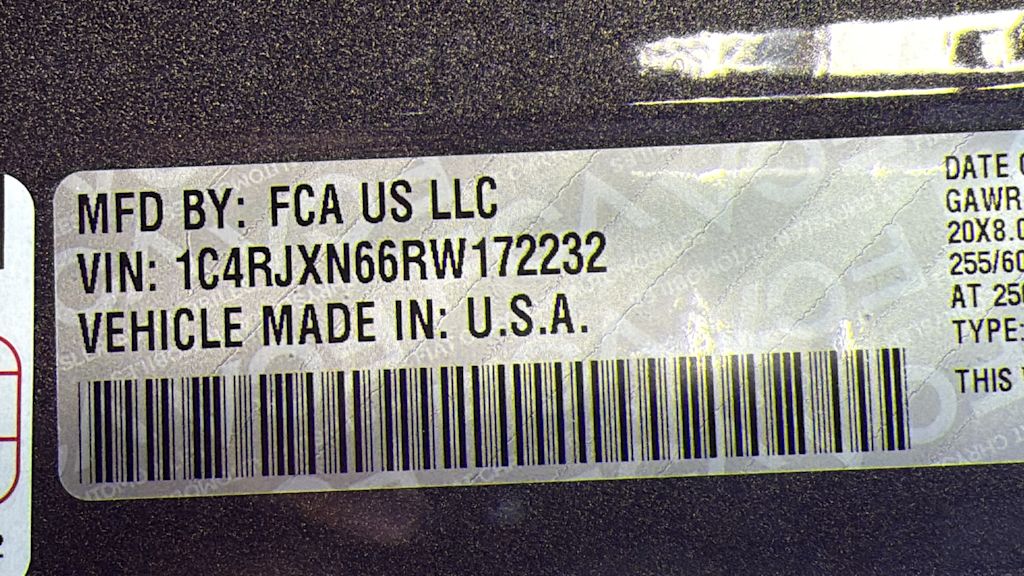 MFD BY: FCA US LLC
VIN: 1C4RJXN66RW172232
VEHICLE MADE IN: U.S.A.
DATE
GAWR
20X8.0
255/60
AT
TYPE:
THIS